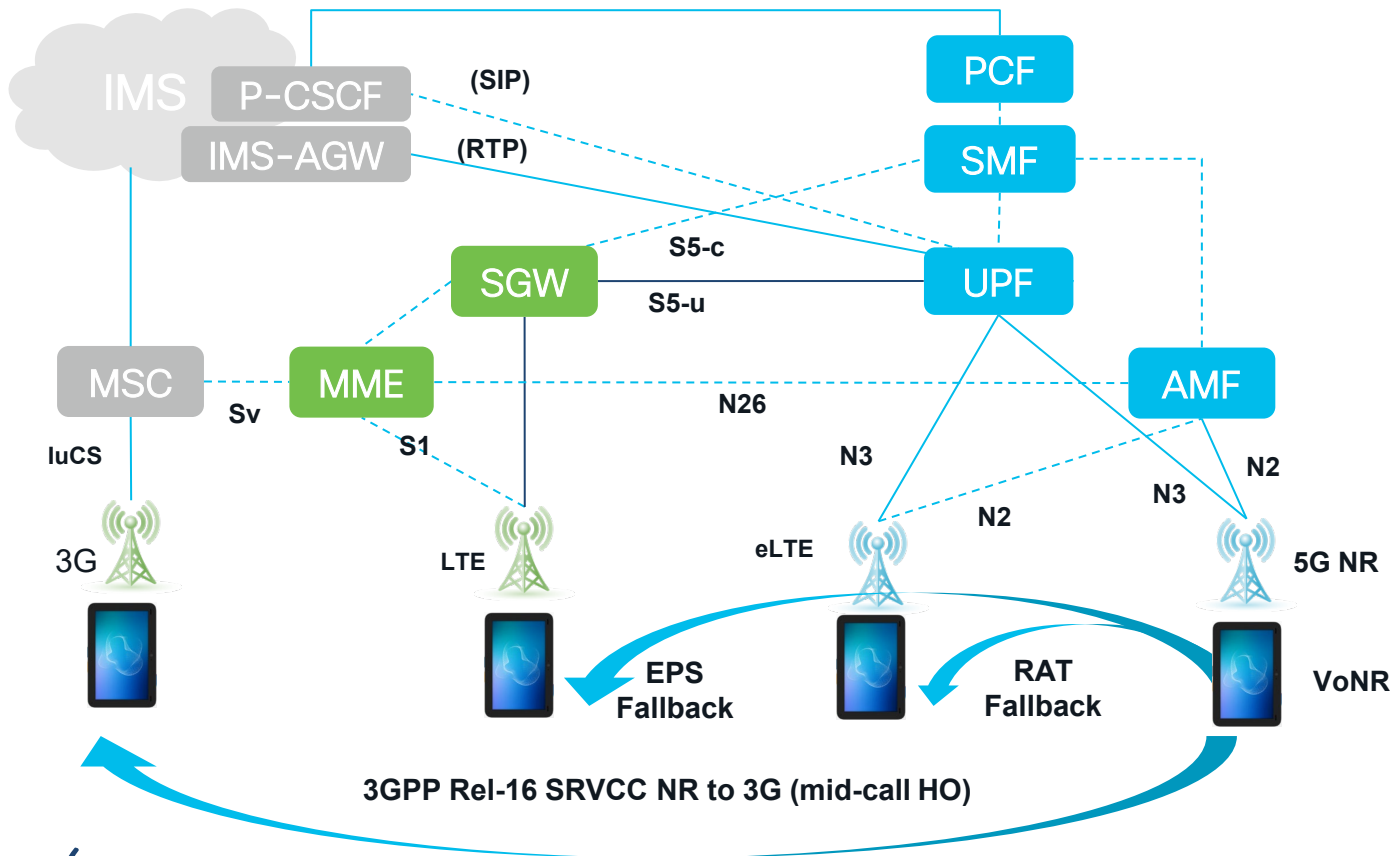 IMS
P-CSCF
(SIP)
PCF
IMS-AGW
(RTP)
SMF
S5-c
SGW
UPF
S5-u
MSC
Sv
MME
N26
AMF
IuCS
S1
N3
N2
N3
N2
3G
LTE
eLTE
5G NR
EPS
Fallback
RAT
Fallback
VoNR
3GPP Rel-16 SRVCC NR to 3G (mid-call HO)